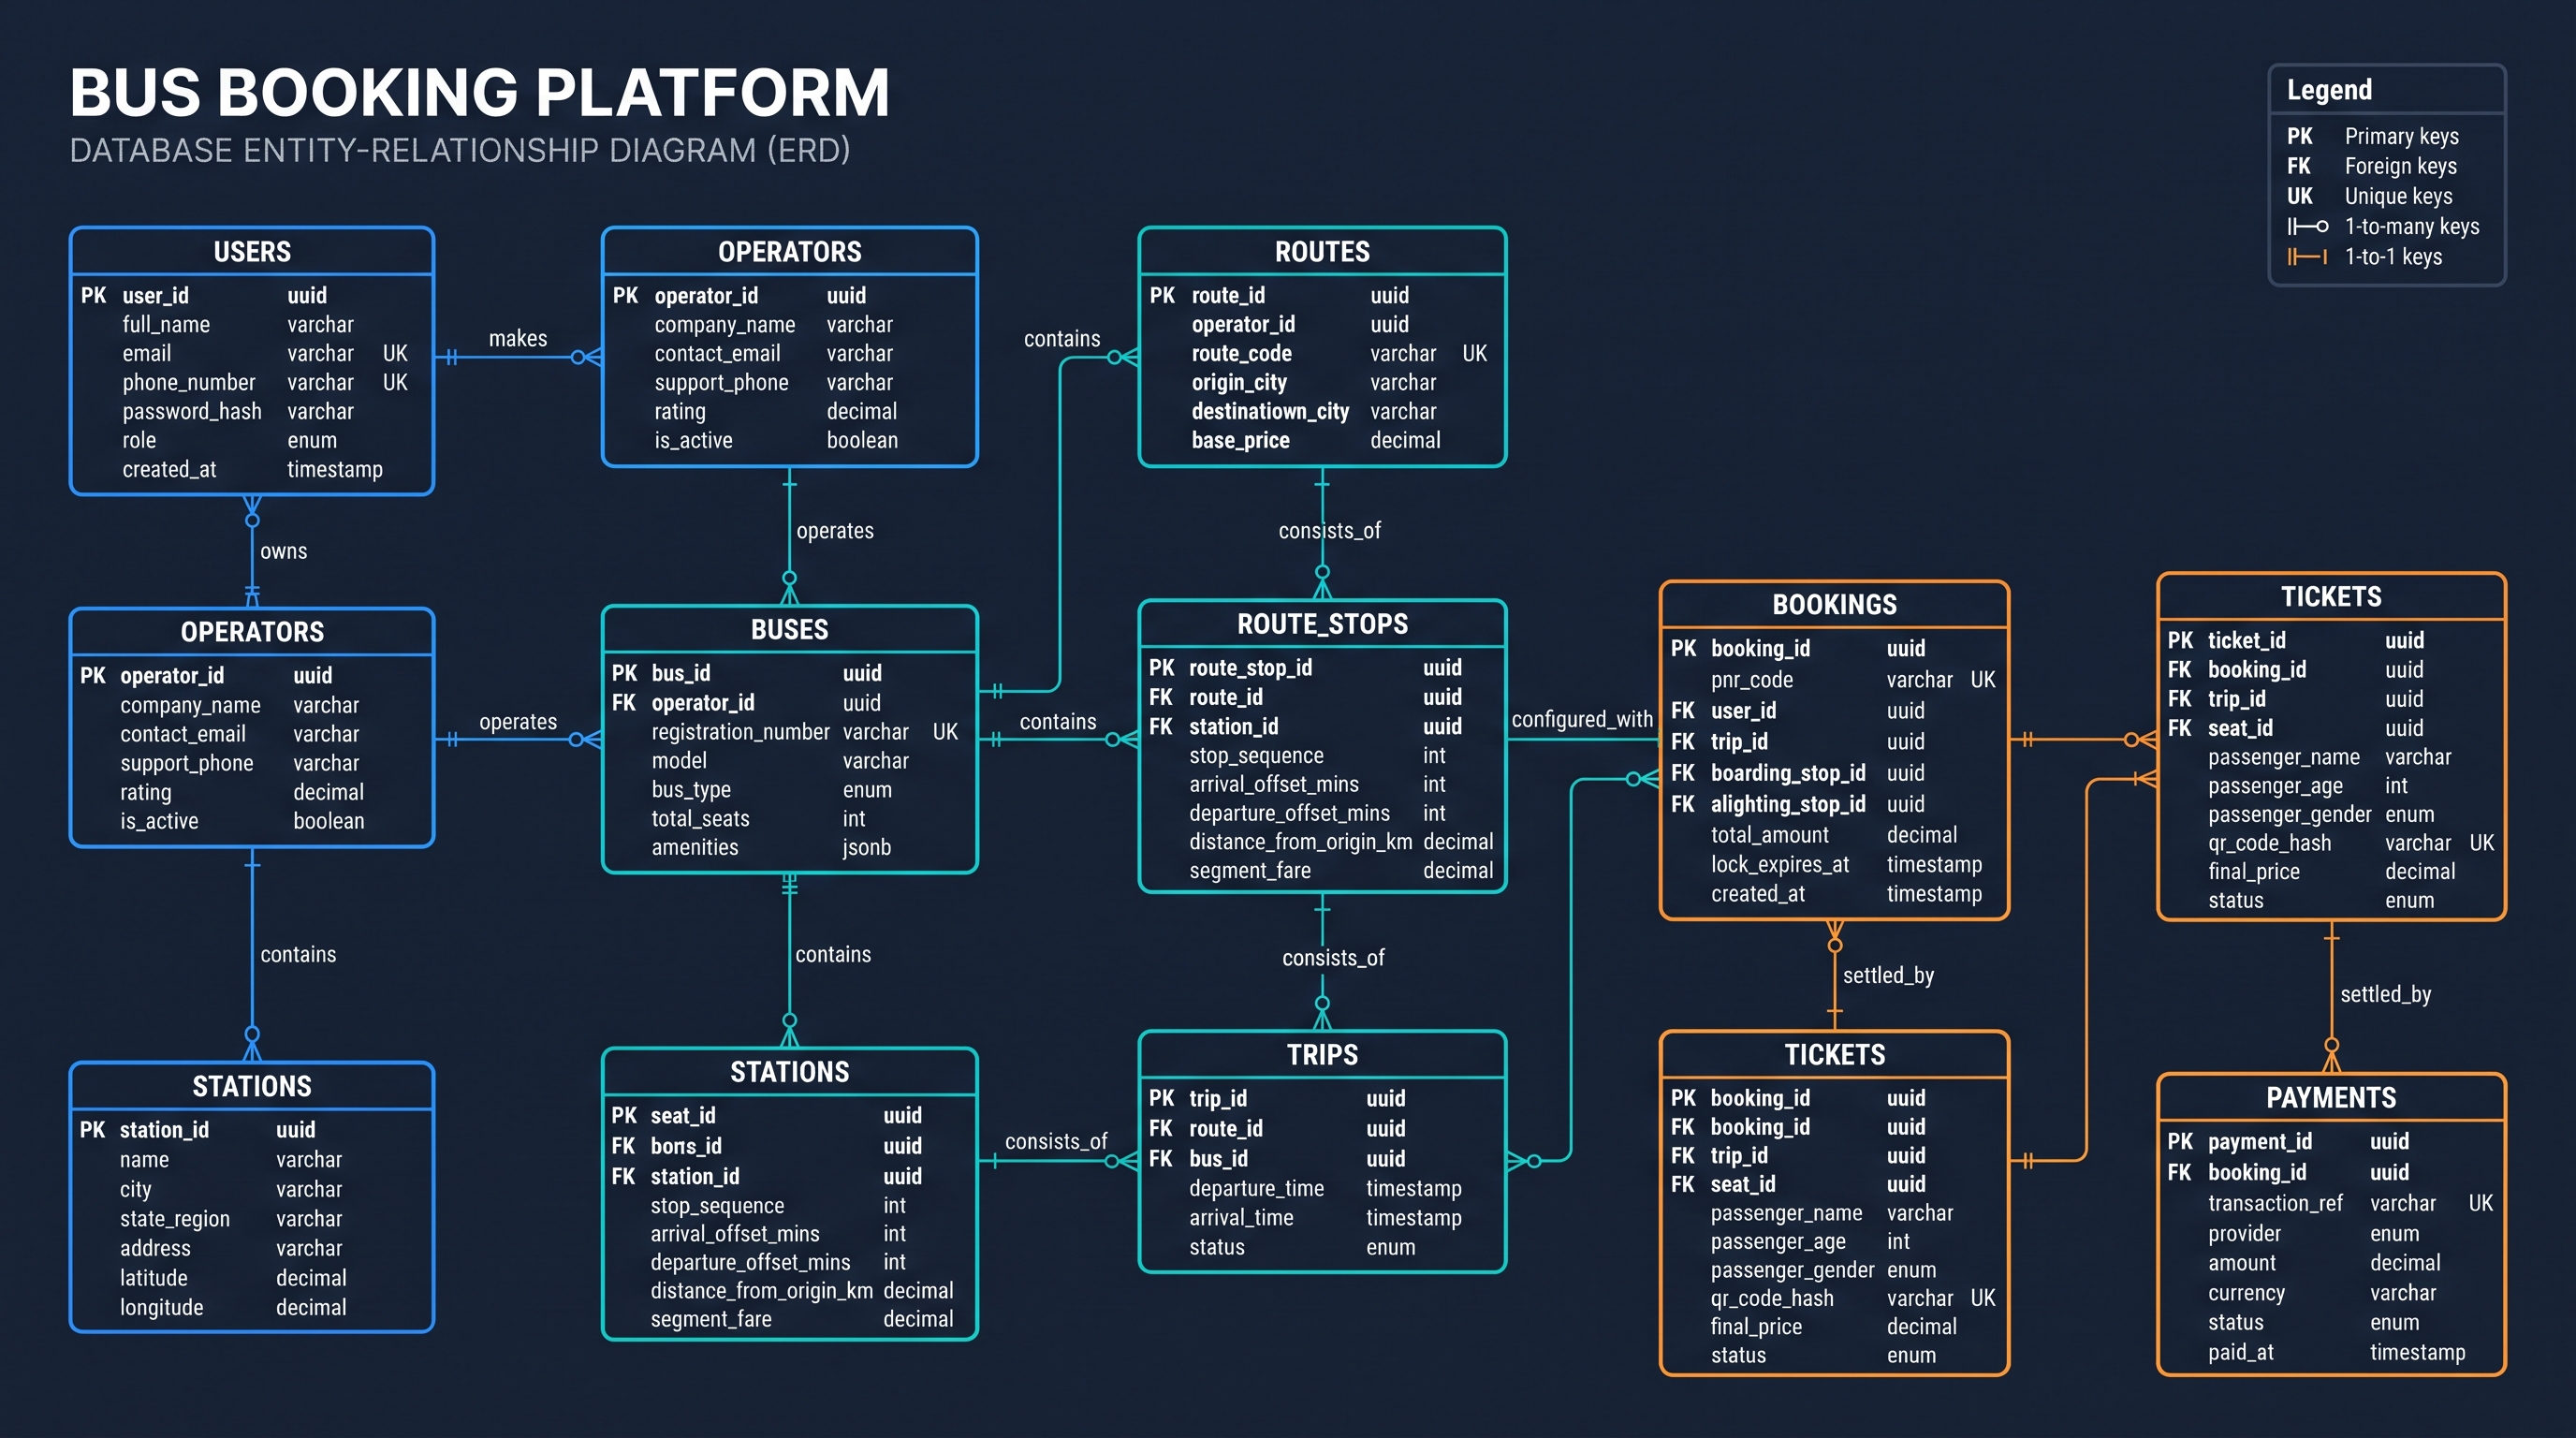 BUS BOOKING PLATFORM
DATABASE ENTITY-RELATIONSHIP DIAGRAM (ERD)
Legend
PK Primary keys
FK Foreign keys
UK Unique keys
1-to-many keys
1-to-1 keys
USERS
PK user_id uuid
full_name varchar
email varchar UK
phone_number varchar UK
password_hash varchar
role enum
created_at timestamp
makes
OPERATORS
PK operator_id uuid
company_name varchar
contact_email varchar
support_phone varchar
rating decimal
is_active boolean
contains
ROUTES
PK route_id uuid
operator_id uuid
route_code varchar UK
origin_city varchar
destinatiown_city varchar
base_price decimal
owns
operates
consists_of
OPERATORS
PK operator_id uuid
company_name varchar
contact_email varchar
support_phone varchar
rating decimal
is_active boolean
operates
BUSES
PK bus_id uuid
FK operator_id uuid
registration_number varchar UK
model varchar
bus_type enum
total_seats int
amenities jsonb
contains
ROUTE_STOPS
PK route_stop_id uuid
FK route_id uuid
FK station_id uuid
stop_sequence int
arrival_offset_mins int
departure_offset_mins int
distance_from_origin_km decimal
segment_fare decimal
configured_with
BOOKINGS
PK booking_id uuid
pnr_code varchar UK
FK user_id uuid
FK trip_id uuid
FK boarding_stop_id uuid
FK alighting_stop_id uuid
total_amount decimal
lock_expires_at timestamp
created_at timestamp
TICKETS
PK ticket_id uuid
FK booking_id uuid
FK trip_id uuid
FK seat_id uuid
passenger_name varchar
passenger_age int
passenger_gender enum
qr_code_hash varchar UK
final_price decimal
status enum
contains
contains
consists_of
settled_by
settled_by
STATIONS
PK station_id uuid
name varchar
city varchar
state_region varchar
address varchar
latitude decimal
longitude decimal
STATIONS
PK seat_id uuid
FK uuid
FK station_id uuid
stop_sequence int
arrival_offset_mins int
departure_offset_mins int
distance_from_origin_km decimal
segment_fare decimal
consists_of
TRIPS
PK trip_id uuid
FK route_id uuid
FK bus_id uuid
departure_time timestamp
arrival_time timestamp
status enum
TICKETS
PK booking_id uuid
FK booking_id uuid
FK trip_id uuid
FK seat_id uuid
passenger_name varchar
passenger_age int
passenger_gender enum
qr_code_hash varchar UK
final_price decimal
status enum
PAYMENTS
PK payment_id uuid
FK booking_id uuid
transaction_ref varchar UK
provider enum
amount decimal
currency varchar
status enum
paid_at timestamp